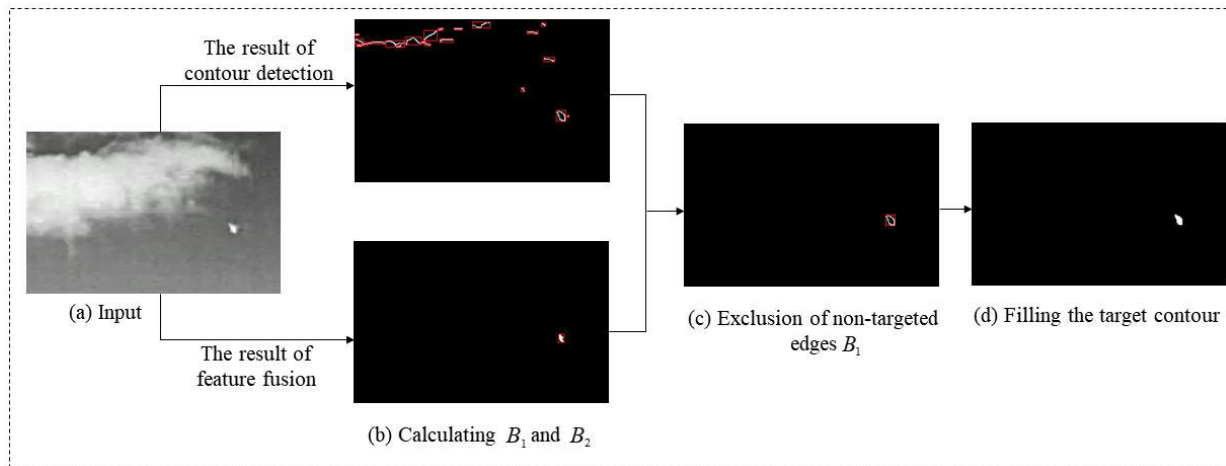 The result of
contour detection
(a) Input
The result of
feature fusion
(b) Calculating B₁ and B₂
(c) Exclusion of non-targeted
edges B₁
(d) Filling the target contour